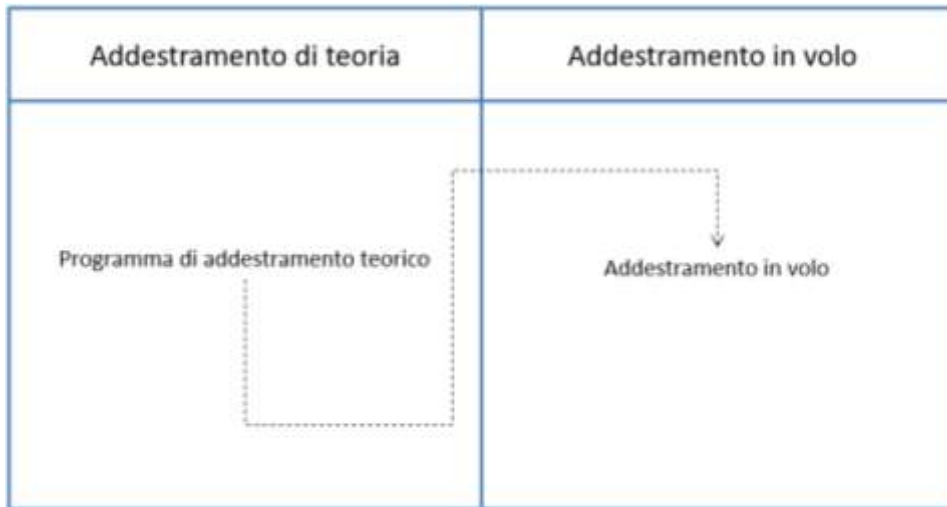 Addestramento di teoria
Addestramento in volo
Programma di addestramento teorico
Addestramento in volo